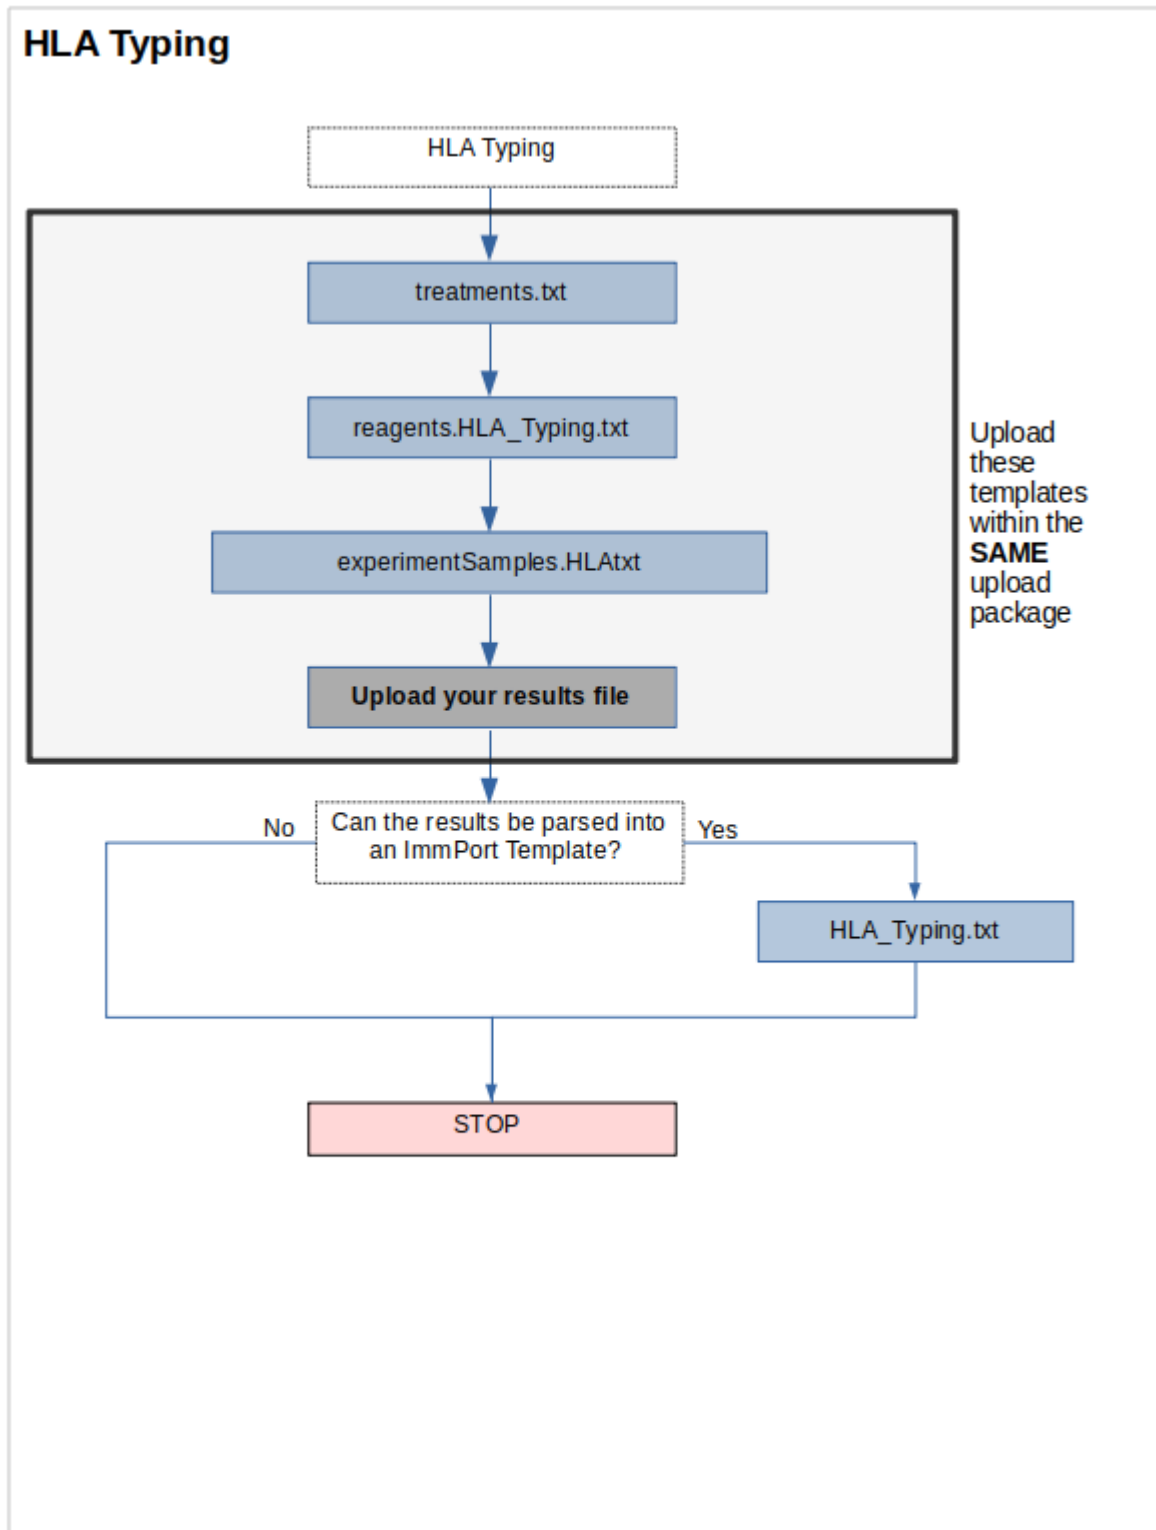 HLA Typing
HLA Typing
treatments.txt
reagents.HLA_Typing.txt
experimentSamples.HLAtxt
Upload your results file
Upload
these
templates
within the
SAME
upload
package
No
Can the results be parsed into
an ImmPort Template?
Yes
HLA_Typing.txt
STOP